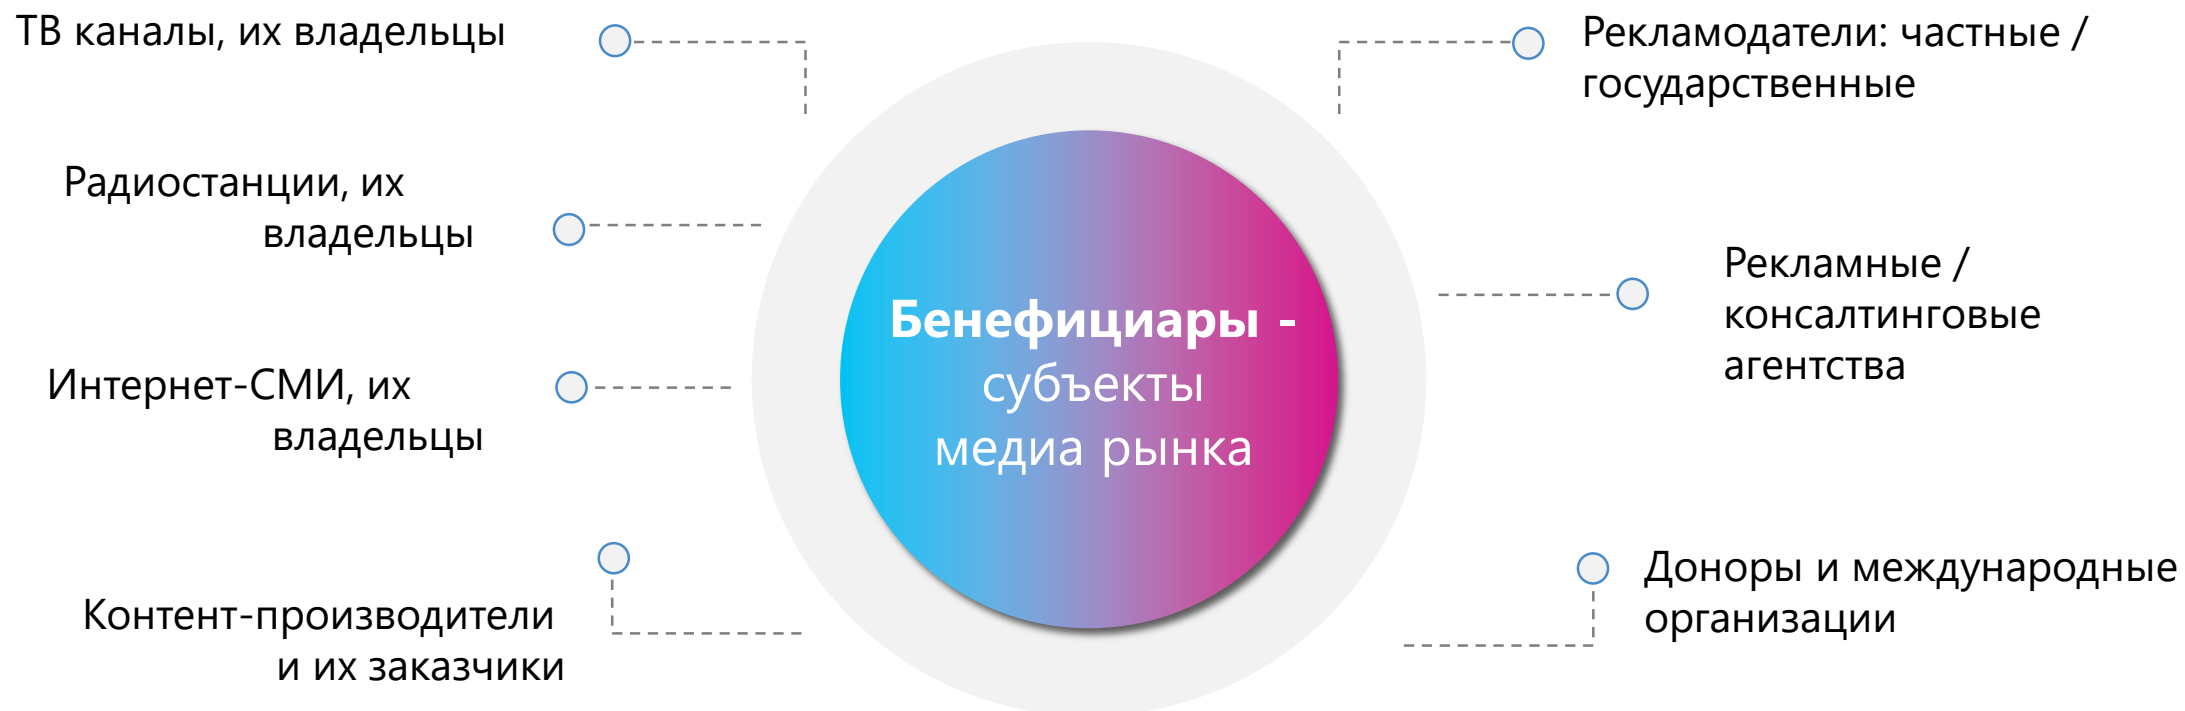 ТВ каналы, их владельцы
Радиостанции, их
владельцы
Интернет-СМИ, их
владельцы
Контент-производители
и их заказчики
Бенефициары -
субъекты
медиа рынка
Рекламодатели: частные /
государственные
Рекламные /
консалтинговые
агентства
Доноры и международные
организации